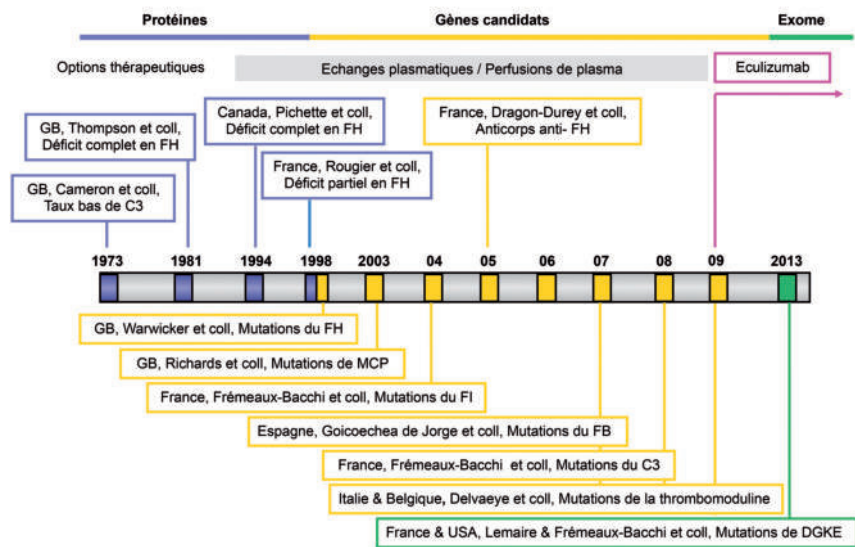 Protéines
Gènes candidats
Exome
Options thérapeutiques
Echanges plasmatiques / Perfusions de plasma
Eculizumab
Canada, Pichette et coll,
Déficit complet en FH
France, Dragon-Durey et coll,
Anticorps anti- FH
GB, Thompson et coll,
Déficit complet en FH
France, Rougier et coll,
Déficit partiel en FH
GB, Cameron et coll,
Taux bas de C3
1973 1981 1994 1998 2003 04 05 06 07 08 09 2013
GB, Warwicker et coll, Mutations du FH
GB, Richards et coll, Mutations de MCP
France, Frémeaux-Bacchi et coll, Mutations du FI
Espagne, Goicoechea de Jorge et coll, Mutations du FB
France, Frémeaux-Bacchi et coll, Mutations du C3
Italie & Belgique, Delvaeye et coll, Mutations de la thrombomoduline
France & USA, Lemaire & Frémeaux-Bacchi et coll, Mutations de DGKE